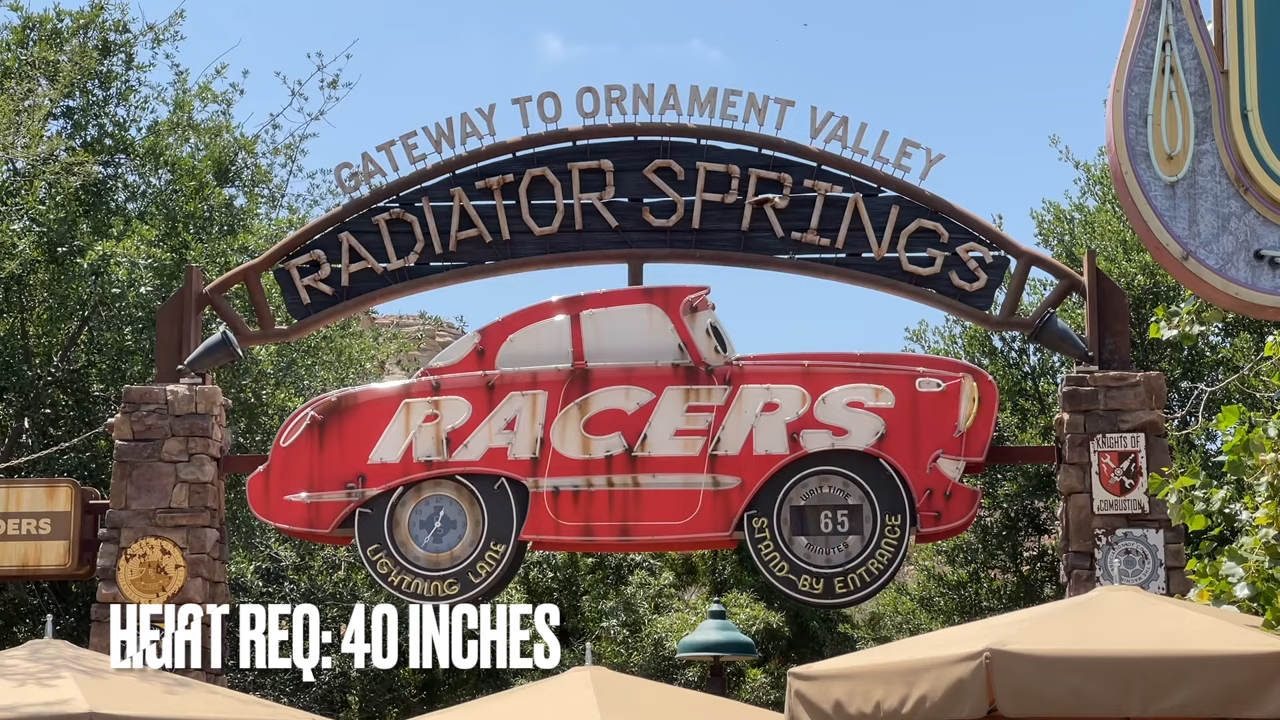 GATEWAY TO ORNAMENT VALLEY
RADIATOR SPRINGS
RACERS
LIGHTNING LANE
WAIT TIME
65
MINUTES
STAND-BY ENTRANCE
KNIGHTS OF
COMBUSTION
DERS
REQ: 40 INCHES